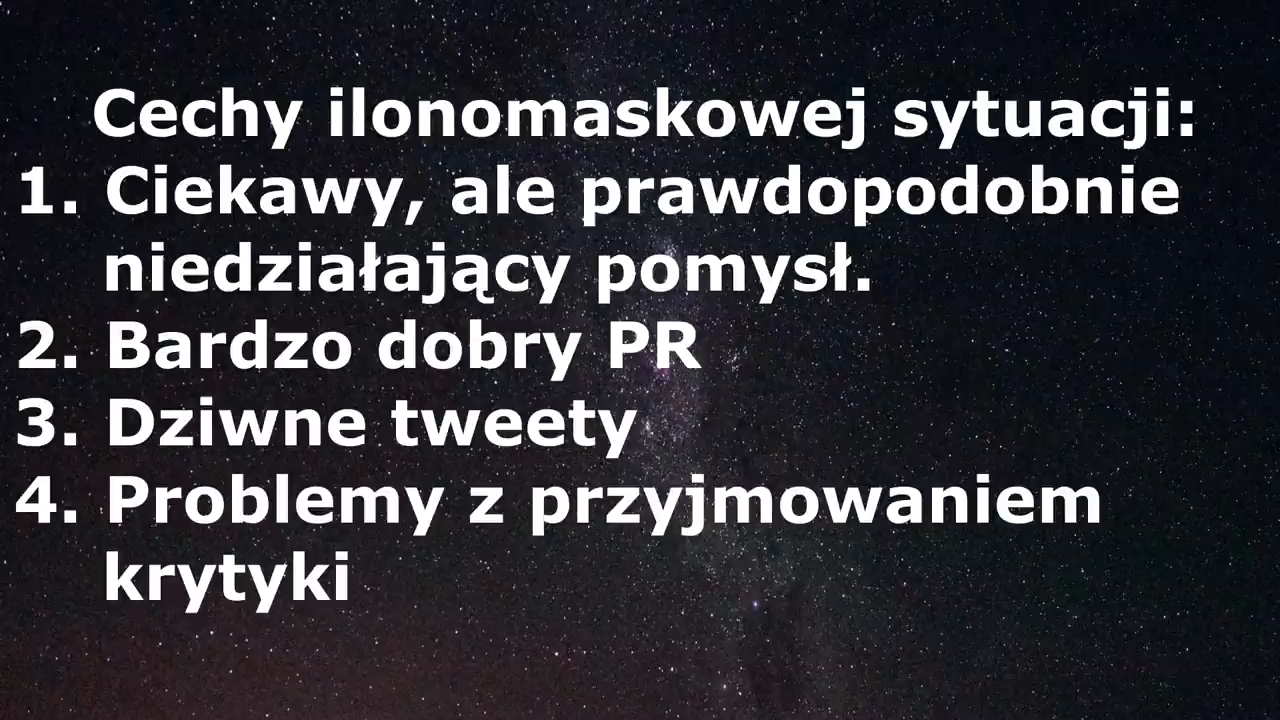 Cechy ilonomaskowej sytuacji:
1. Ciekawy, ale prawdopodobnie
niedziałający pomysł.
2. Bardzo dobry PR
3. Dziwne tweety
4. Problemy z przyjmowaniem
krytyki